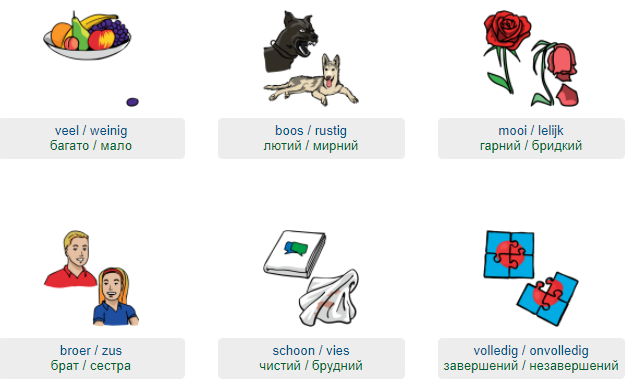 veel / weinig
багато / мало
boos / rustig
лютий / мирний
mooi / lelijk
гарний / бридкий
broer / zus
брат / сестра
schoon / vies
чистий / брудний
volledig / onvolledig
завершений / незавершений